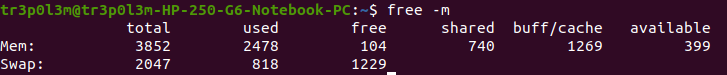 tr3p0l3m@tr3p0l3m-HP-250-G6-Notebook-PC:~$ free -m
total used free shared buff/cache available
Mem: 3852 2478 104 740 1269 399
Swap: 2047 818 1229